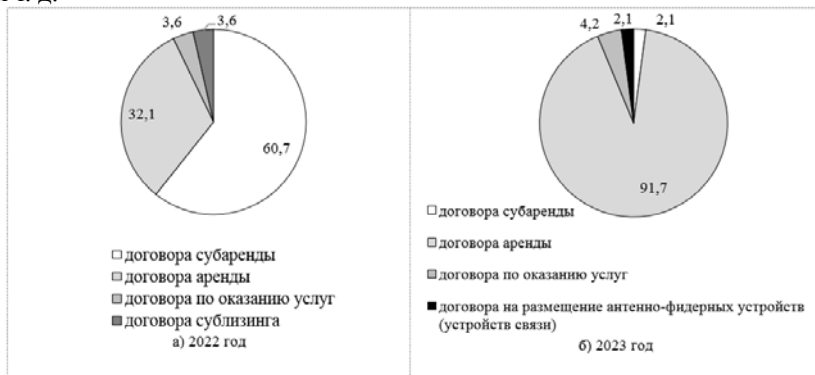 3,6
3,6
32,1
60,7
договора субаренды
договора аренды
договора по оказанию услуг
договора сублизинга
а) 2022 год
4,2
2,1
2,1
91,7
договора субаренды
договора аренды
договора по оказанию услуг
договора на размещение антенно-фидерных устройств
(устройств связи)
б) 2023 год